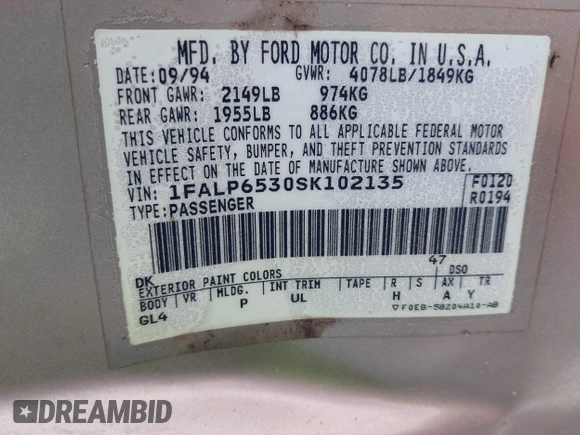 MFD. BY FORD MOTOR CO. IN U.S.A.
DATE: 09/94 GVWR: 4078LB/1849KG
FRONT GAWR: 2149LB 974KG
REAR GAWR: 1955LB 886KG
THIS VEHICLE CONFORMS TO ALL APPLICABLE FEDERAL MOTOR
VEHICLE SAFETY, BUMPER, AND THEFT PREVENTION STANDARDS
IN EFFECT ON THE DATE OF MANUFACTURE SHOWN ABOVE.
VIN: 1FALP6530SK102135 F0120
TYPE: PASSENGER R0194
47
DK DSO
EXTERIOR PAINT COLORS
BODY VR MLDG. INT TRIM TAPE R S AX TR
GL4 P UL H A Y
▽F0EB-58204A10-AB
DREAMBID